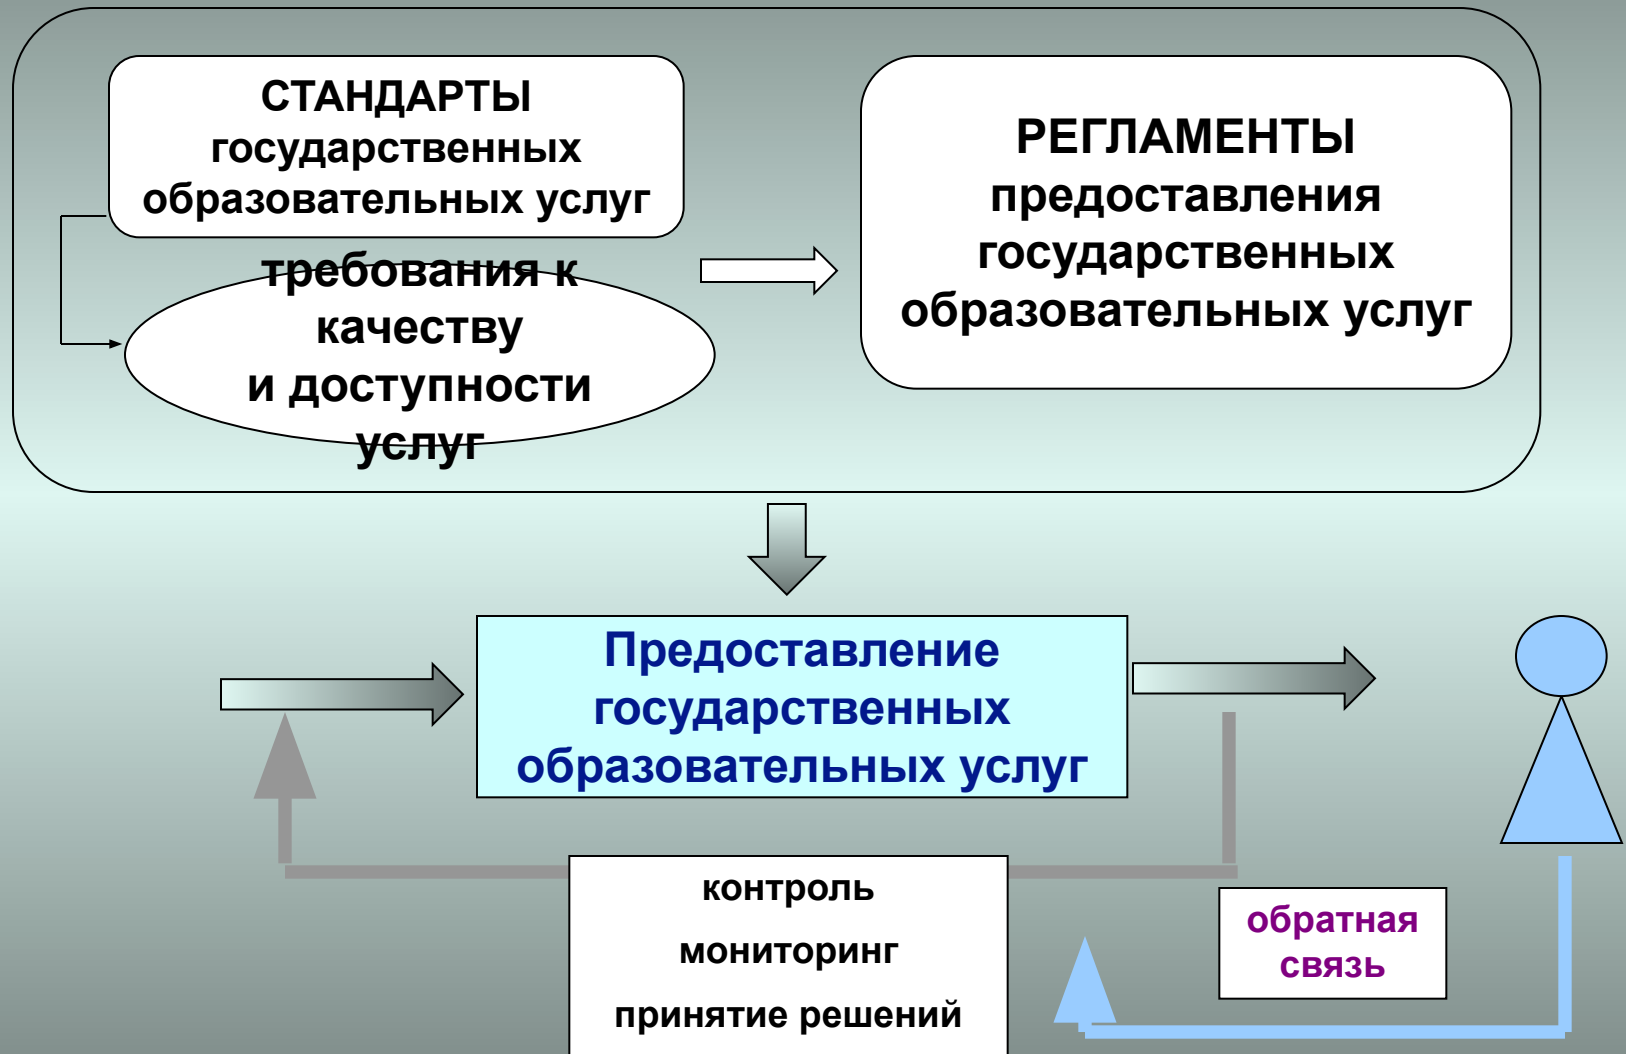 СТАНДАРТЫ
государственных
образовательных услуг
требования к
качеству
и доступности
услуг
РЕГЛАМЕНТЫ
предоставления
государственных
образовательных услуг
Предоставление
государственных
образовательных услуг
контроль
мониторинг
принятие решений
обратная
связь